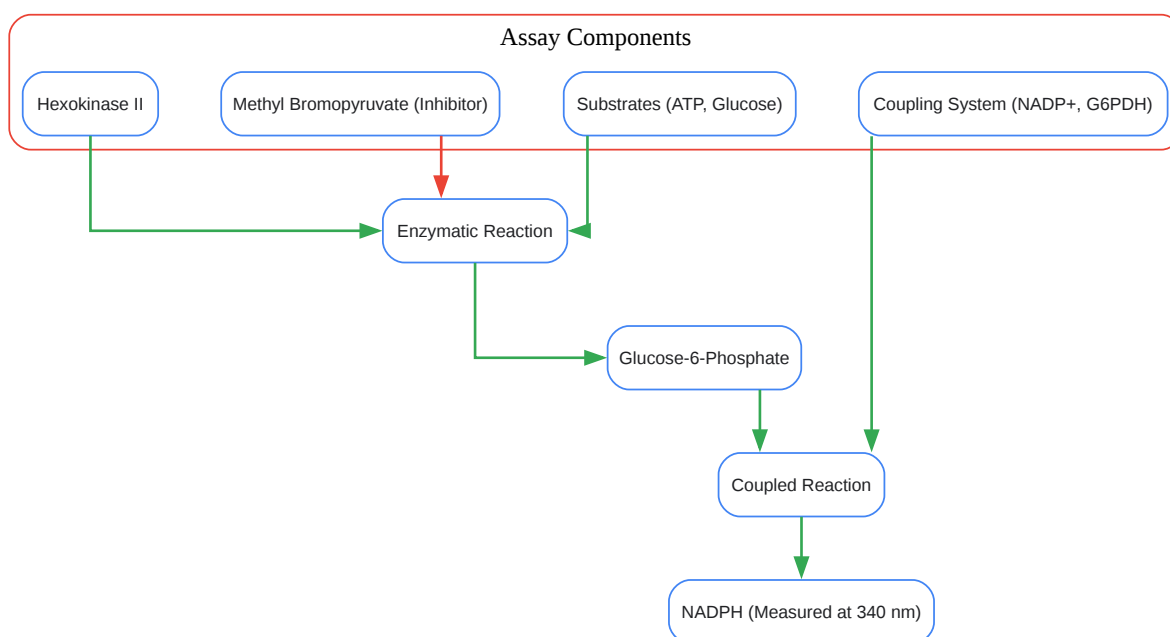 Assay Components
Hexokinase II
Methyl Bromopyruvate (Inhibitor)
Substrates (ATP, Glucose)
Coupling System (NADP+, G6PDH)
Enzymatic Reaction
Glucose-6-Phosphate
Coupled Reaction
NADPH (Measured at 340 nm)